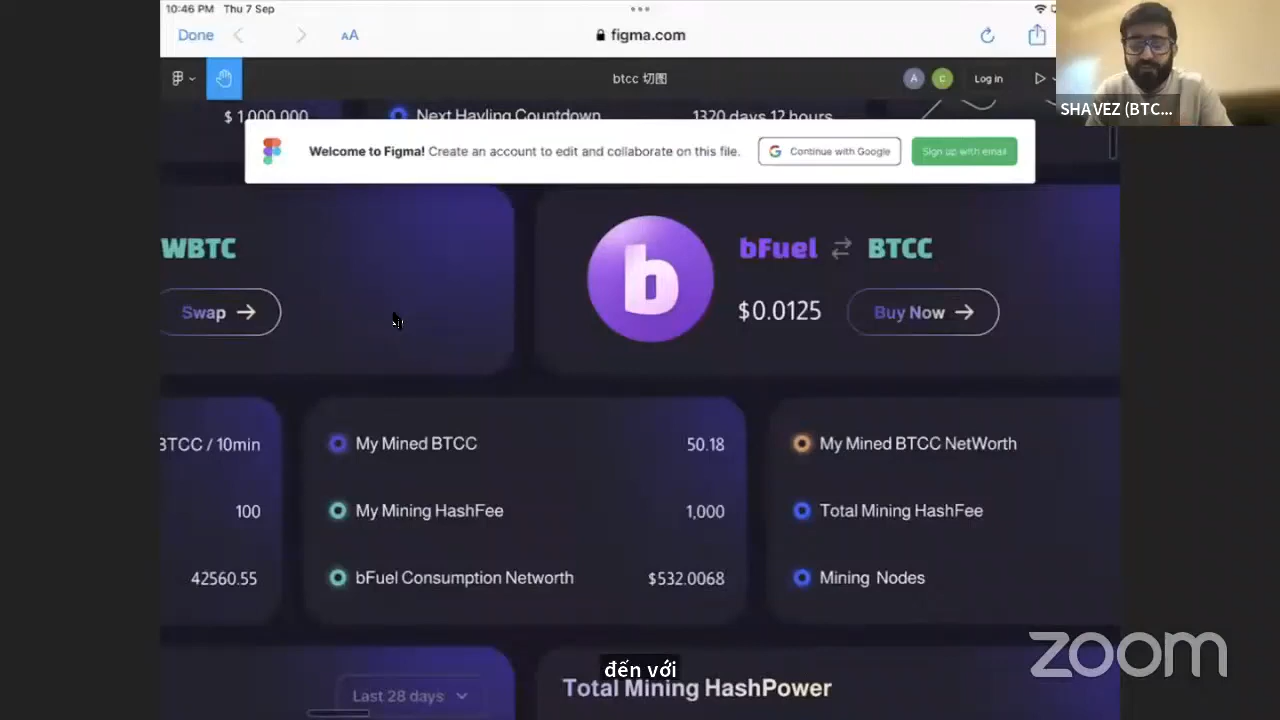 10:46 PM Thu 7 Sep
Done
AA
figma.com
btcc 切图
A
C
Log in
SHAVEZ (BTC...
$ 1,000,000
Next Havling Countdown
1320 days 12 hours
Welcome to Figma! Create an account to edit and collaborate on this file.
Continue with Google
Sign up with email
WBTC
Swap
b
bFuel
BTCC
$0.0125
Buy Now
BTCC / 10min
100
42560.55
My Mined BTCC
50.18
My Mining HashFee
1,000
bFuel Consumption Networth
$532.0068
My Mined BTCC NetWorth
Total Mining HashFee
Mining Nodes
Last 28 days
đến với
Total Mining HashPower
zoom